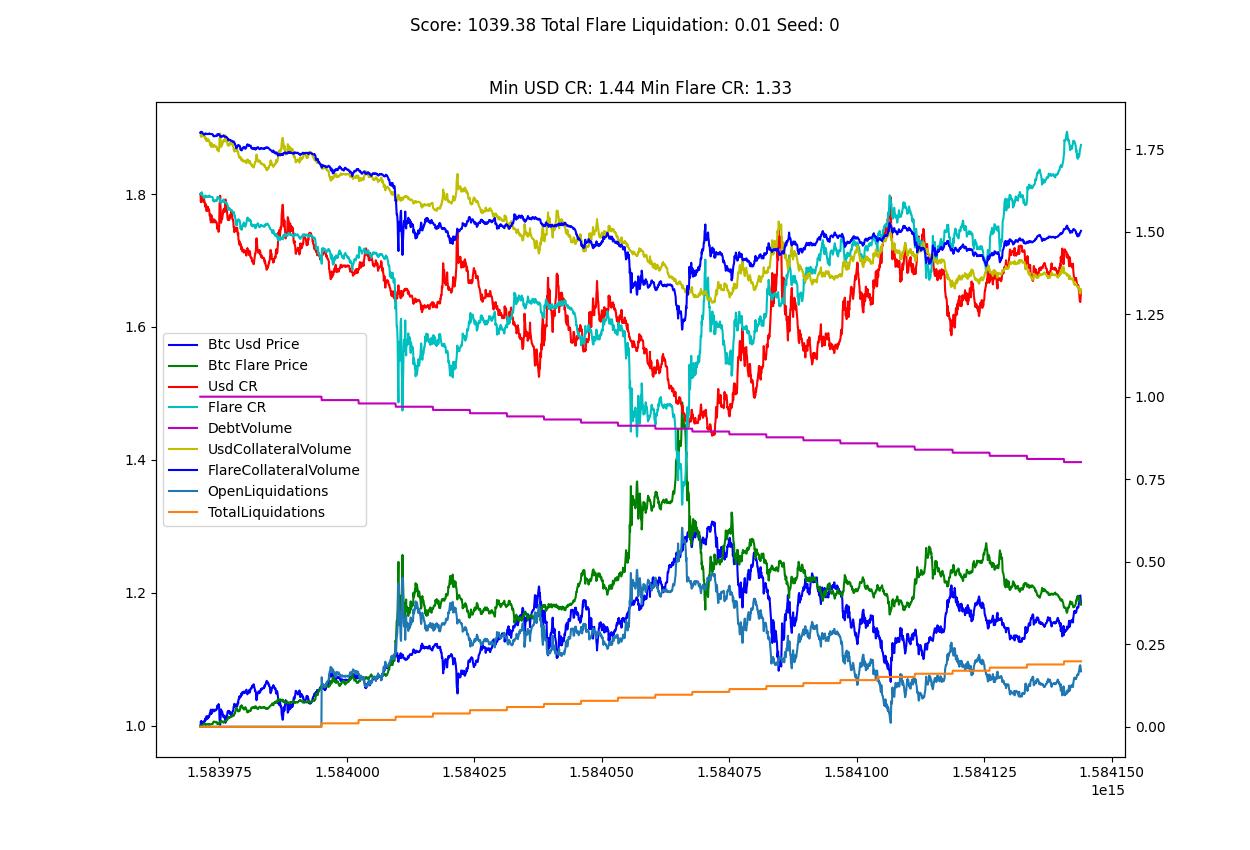 Score: 1039.38 Total Flare Liquidation: 0.01 Seed: 0
Min USD CR: 1.44 Min Flare CR: 1.33
1.8
1.6
1.4
1.2
1.0
Btc Usd Price
Btc Flare Price
Usd CR
Flare CR
DebtVolume
UsdCollateralVolume
FlareCollateralVolume
OpenLiquidations
TotalLiquidations
1.75
1.50
1.25
1.00
0.75
0.50
0.25
0.00
1.583975 1.584000 1.584025 1.584050 1.584075 1.584100 1.584125 1.584150
1e15